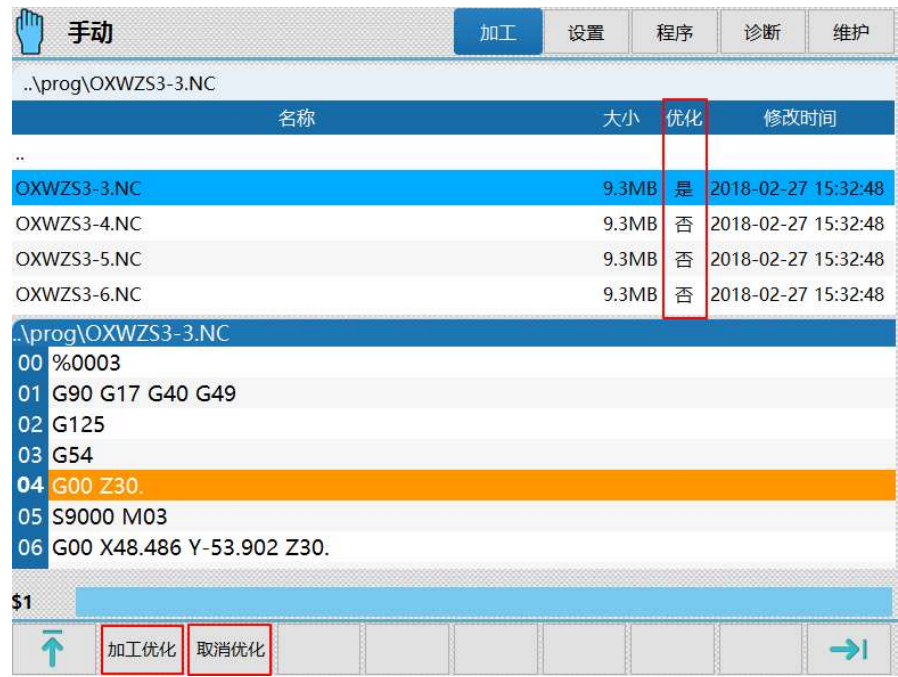 手动 加工 设置 程序 诊断 维护
..\prog\OXWZS3-3.NC
名称 大小 优化 修改时间
..
OXWZS3-3.NC 9.3MB 是 2018-02-27 15:32:48
OXWZS3-4.NC 9.3MB 否 2018-02-27 15:32:48
OXWZS3-5.NC 9.3MB 否 2018-02-27 15:32:48
OXWZS3-6.NC 9.3MB 否 2018-02-27 15:32:48
..\prog\OXWZS3-3.NC
00 %0003
01 G90 G17 G40 G49
02 G125
03 G54
04 G00 Z30.
05 S9000 M03
06 G00 X48.486 Y-53.902 Z30.
$1
加工优化 取消优化